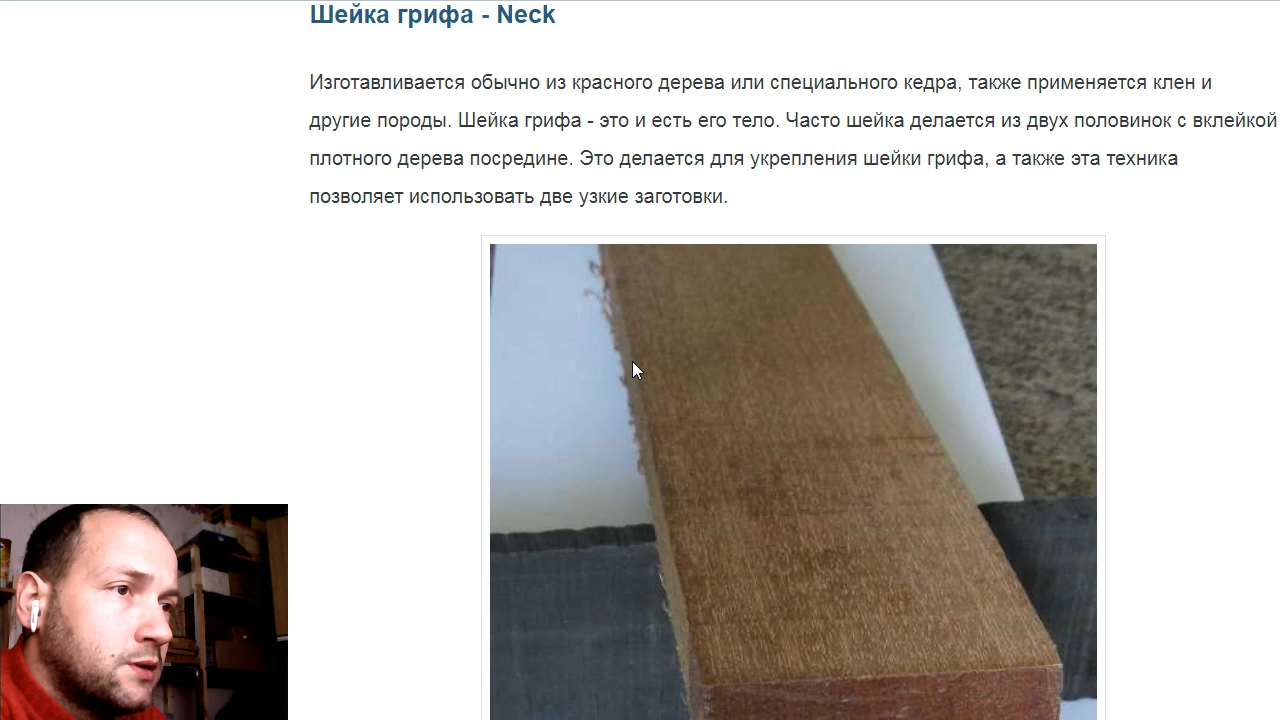 Шейка грифа - Neck
Изготавливается обычно из красного дерева или специального кедра, также применяется клен и
другие породы. Шейка грифа - это и есть его тело. Часто шейка делается из двух половинок с вклейкой
плотного дерева посредине. Это делается для укрепления шейки грифа, а также эта техника
позволяет использовать две узкие заготовки.